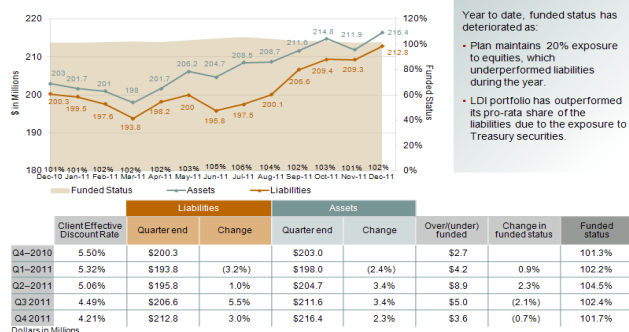 220
210
200
190
180
$ in Millions
120%
100%
80%
60%
40%
20%
0%
Funded Status
203
201.7
201
198
201.7
206.2
204.7
208.5
208.7
211.6
214.8
211.9
216.4
200.3
199.5
197.6
193.8
198.2
200
195.8
197.5
200.1
206.6
209.4
209.3
212.8
101% 101% 102% 102% 102% 103% 105% 106% 104% 102% 103% 101% 102%
Dec-10 Jan-11 Feb-11 Mar-11 Apr-11 May-11 Jun-11 Jul-11 Aug-11 Sep-11 Oct-11 Nov-11 Dec-11
Funded Status Assets Liabilities
Year to date, funded status has
deteriorated as:
• Plan maintains 20% exposure
to equities, which
underperformed liabilities
during the year.
• LDI portfolio has outperformed
its pro-rata share of the
liabilities due to the exposure to
Treasury securities.
Liabilities Assets
Client Effective
Discount Rate Quarter end Change Quarter end Change Over/(under)
funded Change in
funded status Funded
status
Q4–2010 5.50% $200.3 $203.0 $2.7 101.3%
Q1–2011 5.32% $193.8 (3.2%) $198.0 (2.4%) $4.2 0.9% 102.2%
Q2–2011 5.06% $195.8 1.0% $204.7 3.4% $8.9 2.3% 104.5%
Q3 2011 4.49% $206.6 5.5% $211.6 3.4% $5.0 (2.1%) 102.4%
Q4 2011 4.21% $212.8 3.0% $216.4 2.3% $3.6 (0.7%) 101.7%
Dollars in Millions